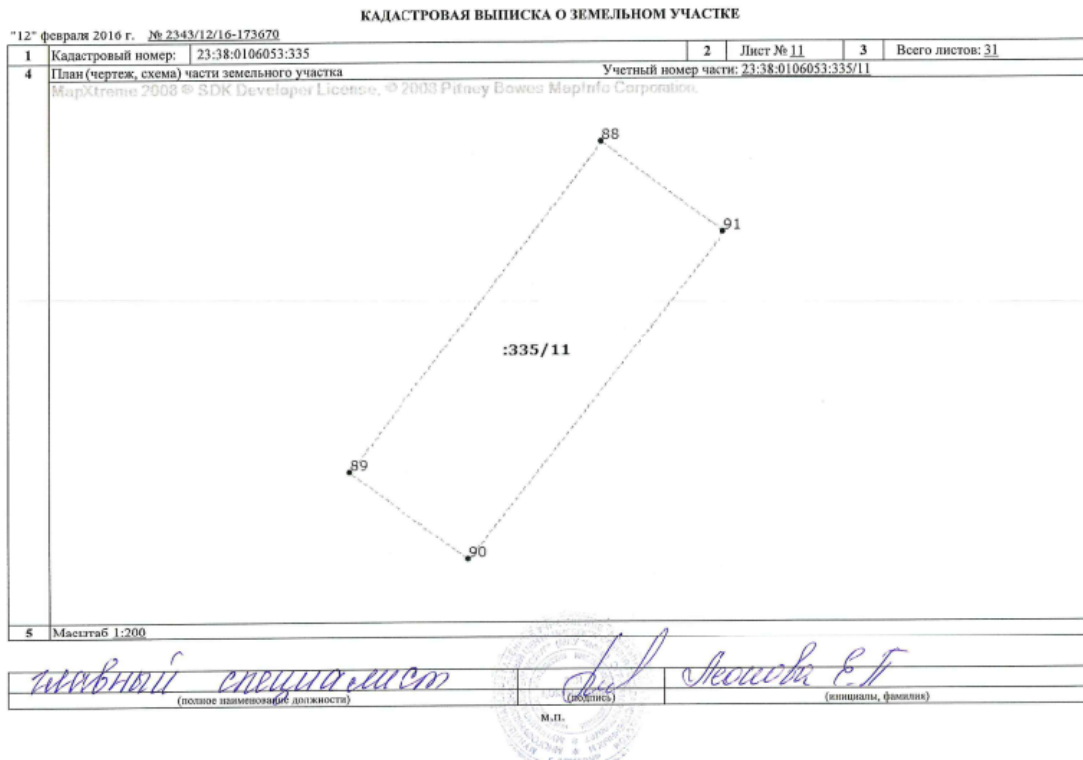 КАДАСТРОВАЯ ВЫПИСКА О ЗЕМЕЛЬНОМ УЧАСТКЕ
"12" февраля 2016 г. № 2343/12/16-173670
1 Кадастровый номер: 23:38:0106053:335 2 Лист № 11 3 Всего листов: 31
4 План (чертеж, схема) части земельного участка Учетный номер части: 23:38:0106053:335/11
MapXtreme 2008 ® SDK Developer License. © 2008 Pitney Bowes MapInfo Corporation.
88
91
:335/11
89
90
5 Масштаб 1:200
главный специалист Леонова Е.П
(полное наименование должности) (подпись) (инициалы, фамилия)
М.П.